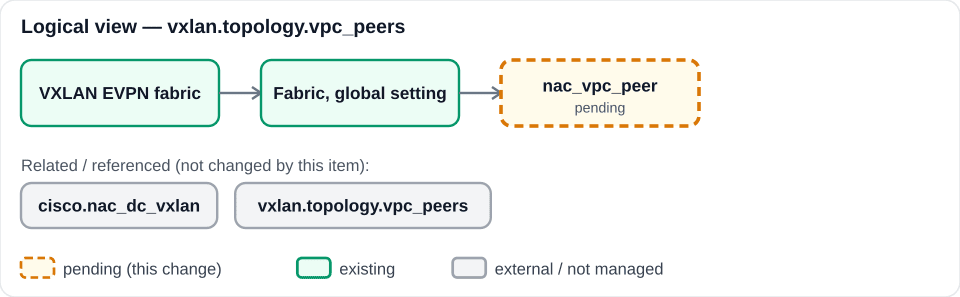 Logical view — vxlan.topology.vpc_peers
VXLAN EVPN fabric
Fabric, global setting
nac_vpc_peer
pending
Related / referenced (not changed by this item):
cisco.nac_dc_vxlan
vxlan.topology.vpc_peers
pending (this change)
existing
external / not managed